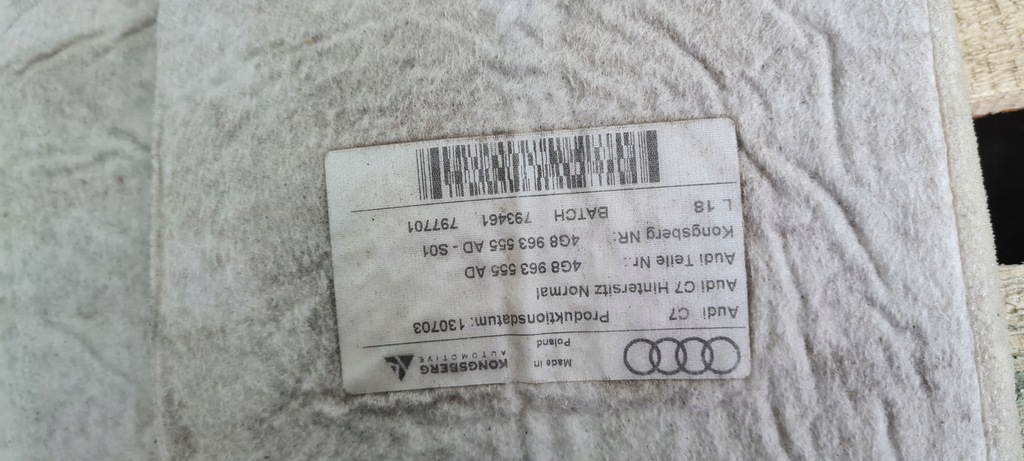 Made in
Poland
KONGSBERG
AUTOMOTIVE
Audi C7 Produktionsdatum: 130703
Audi C7 Hintersitz Normal
Audi Teile Nr.: 4G8 963 555 AD
Kongsberg NR: 4G8 963 555 AD - S01
L 18 BATCH 793461, 797701